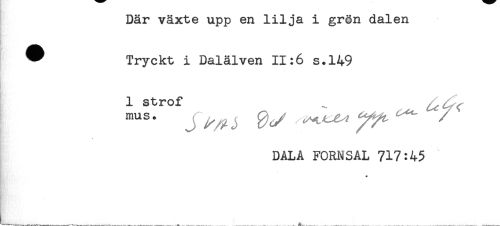 Där växte upp en lilja i grön dalen
Tryckt i Dalälven II:6 s.149
1 strof
mus.
SVAS Det växer upp en lilja
DALA FORNSAL 717:45